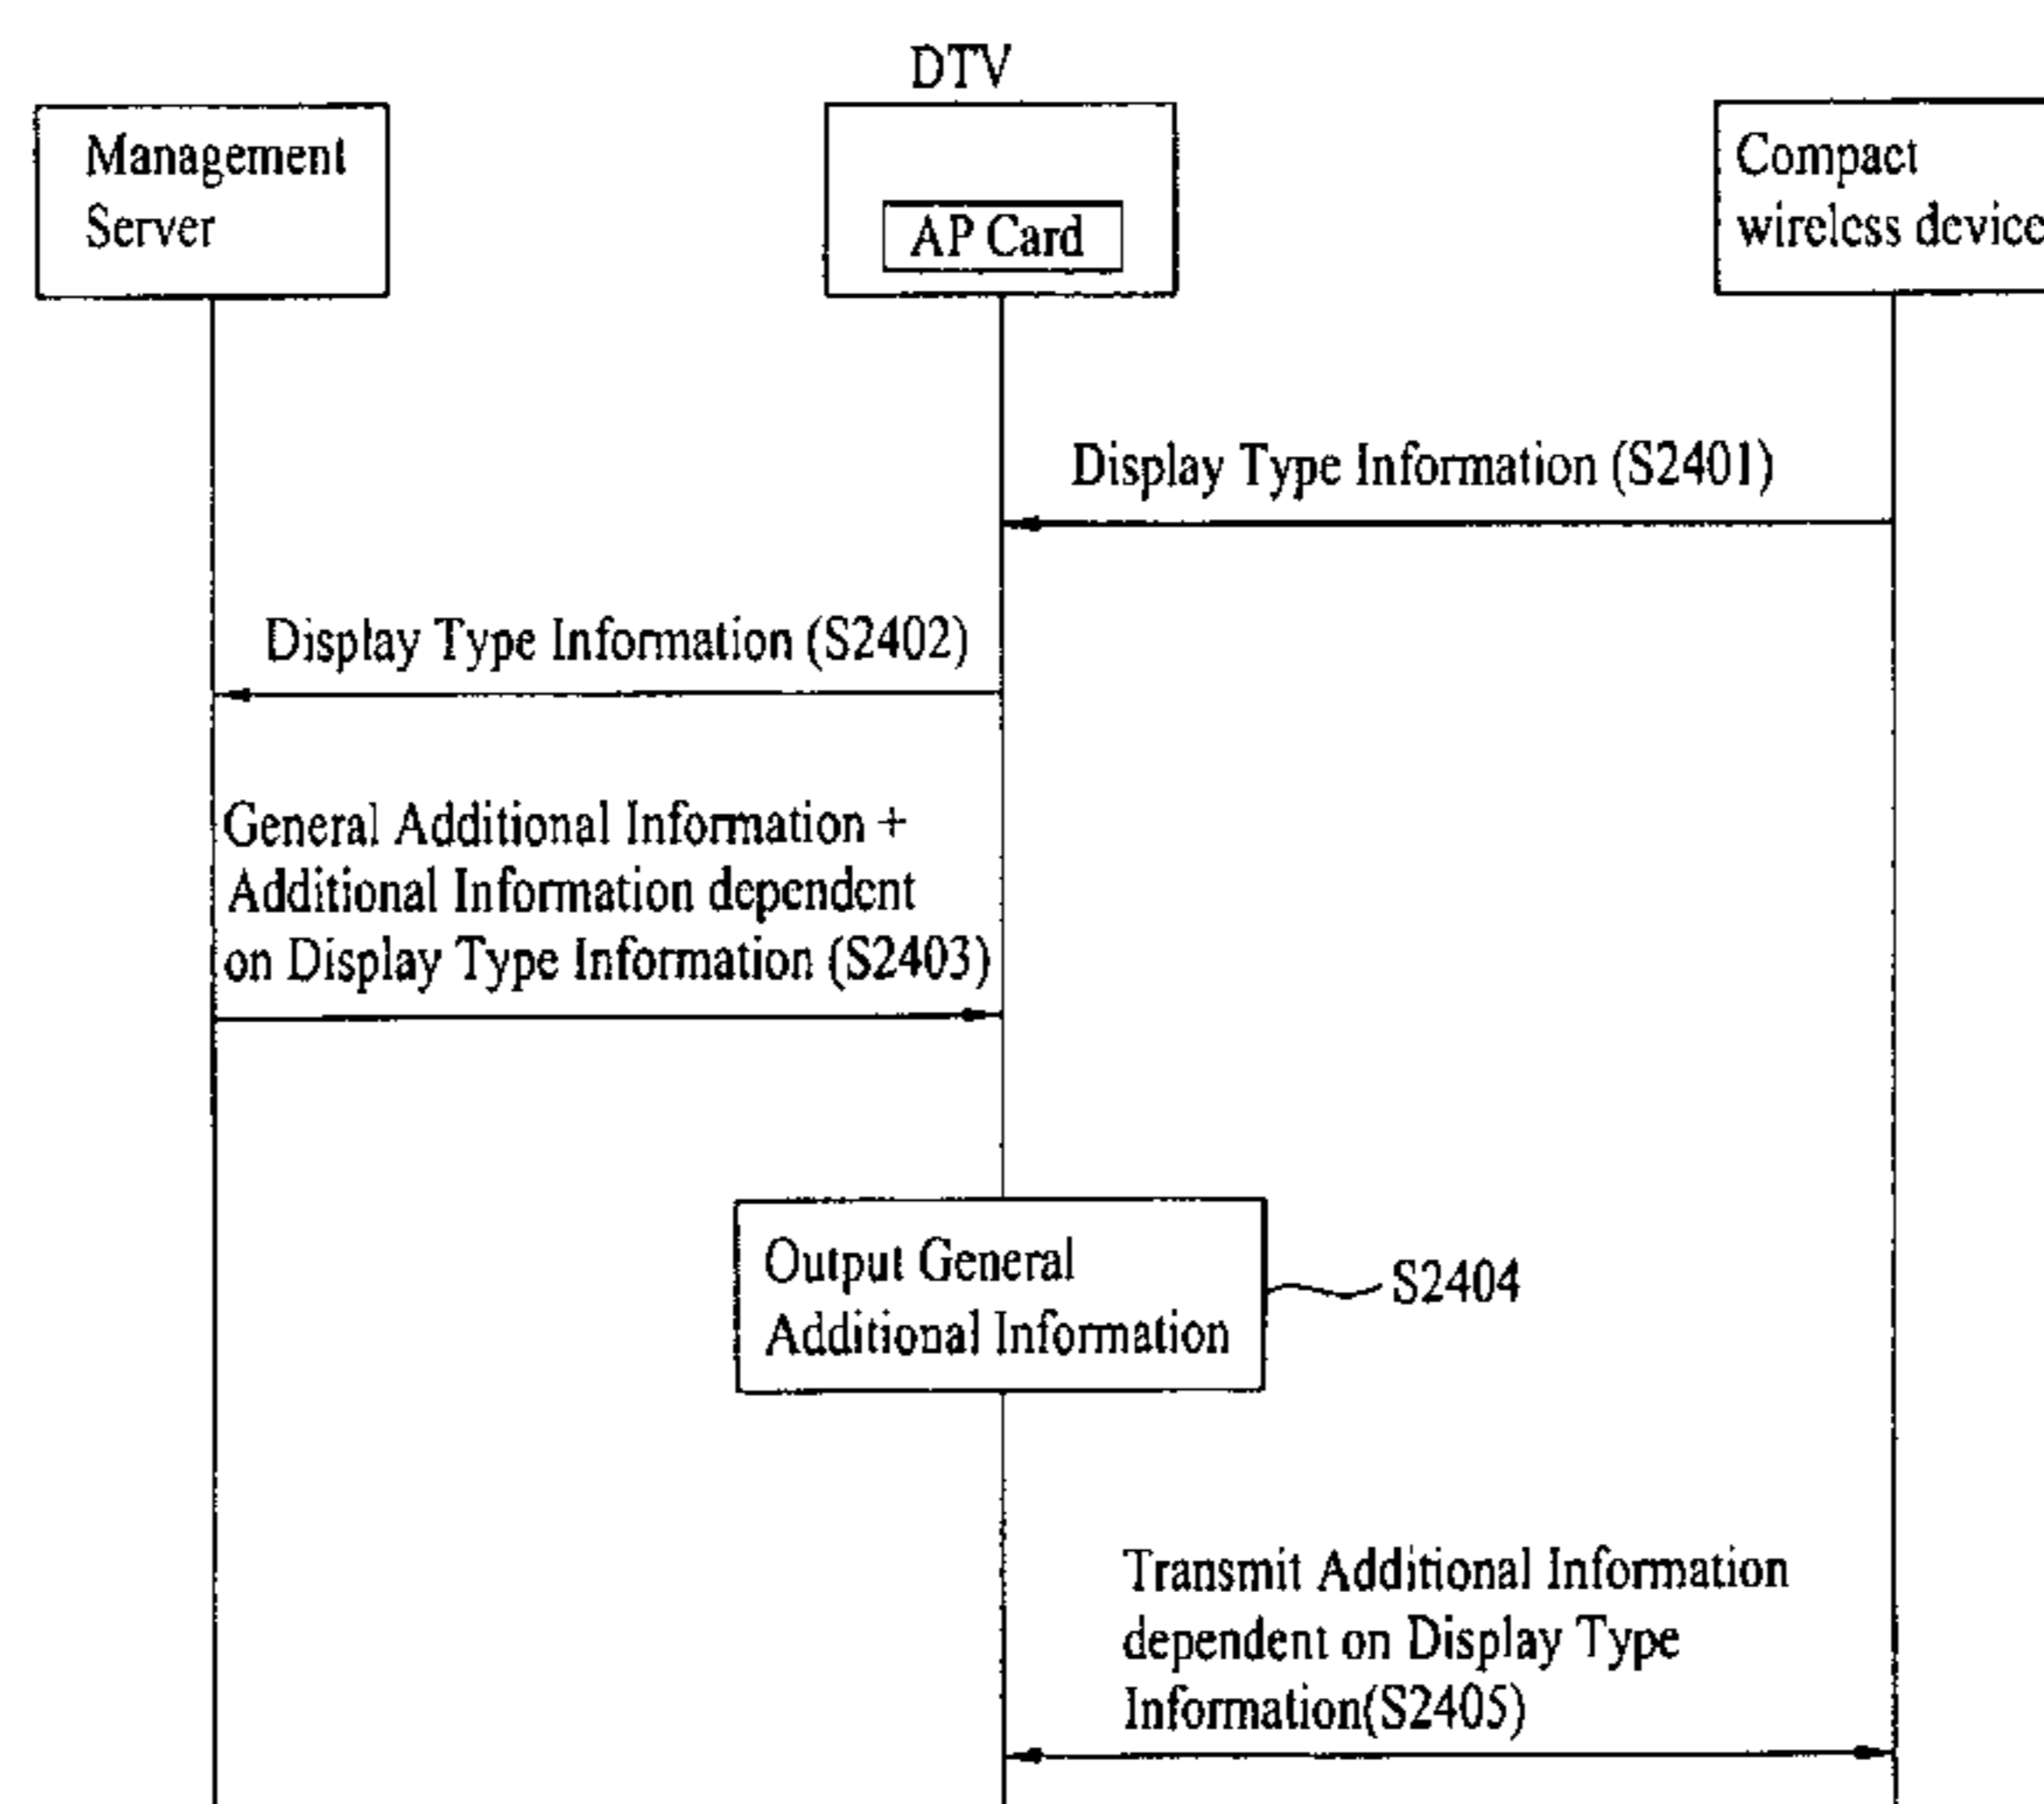 DTV
Management
Server
AP Card
Compact
wireless device
Display Type Information (S2401)
Display Type Information (S2402)
General Additional Information +
Additional Information dependent
on Display Type Information (S2403)
Output General
Additional Information
S2404
Transmit Additional Information
dependent on Display Type
Information(S2405)